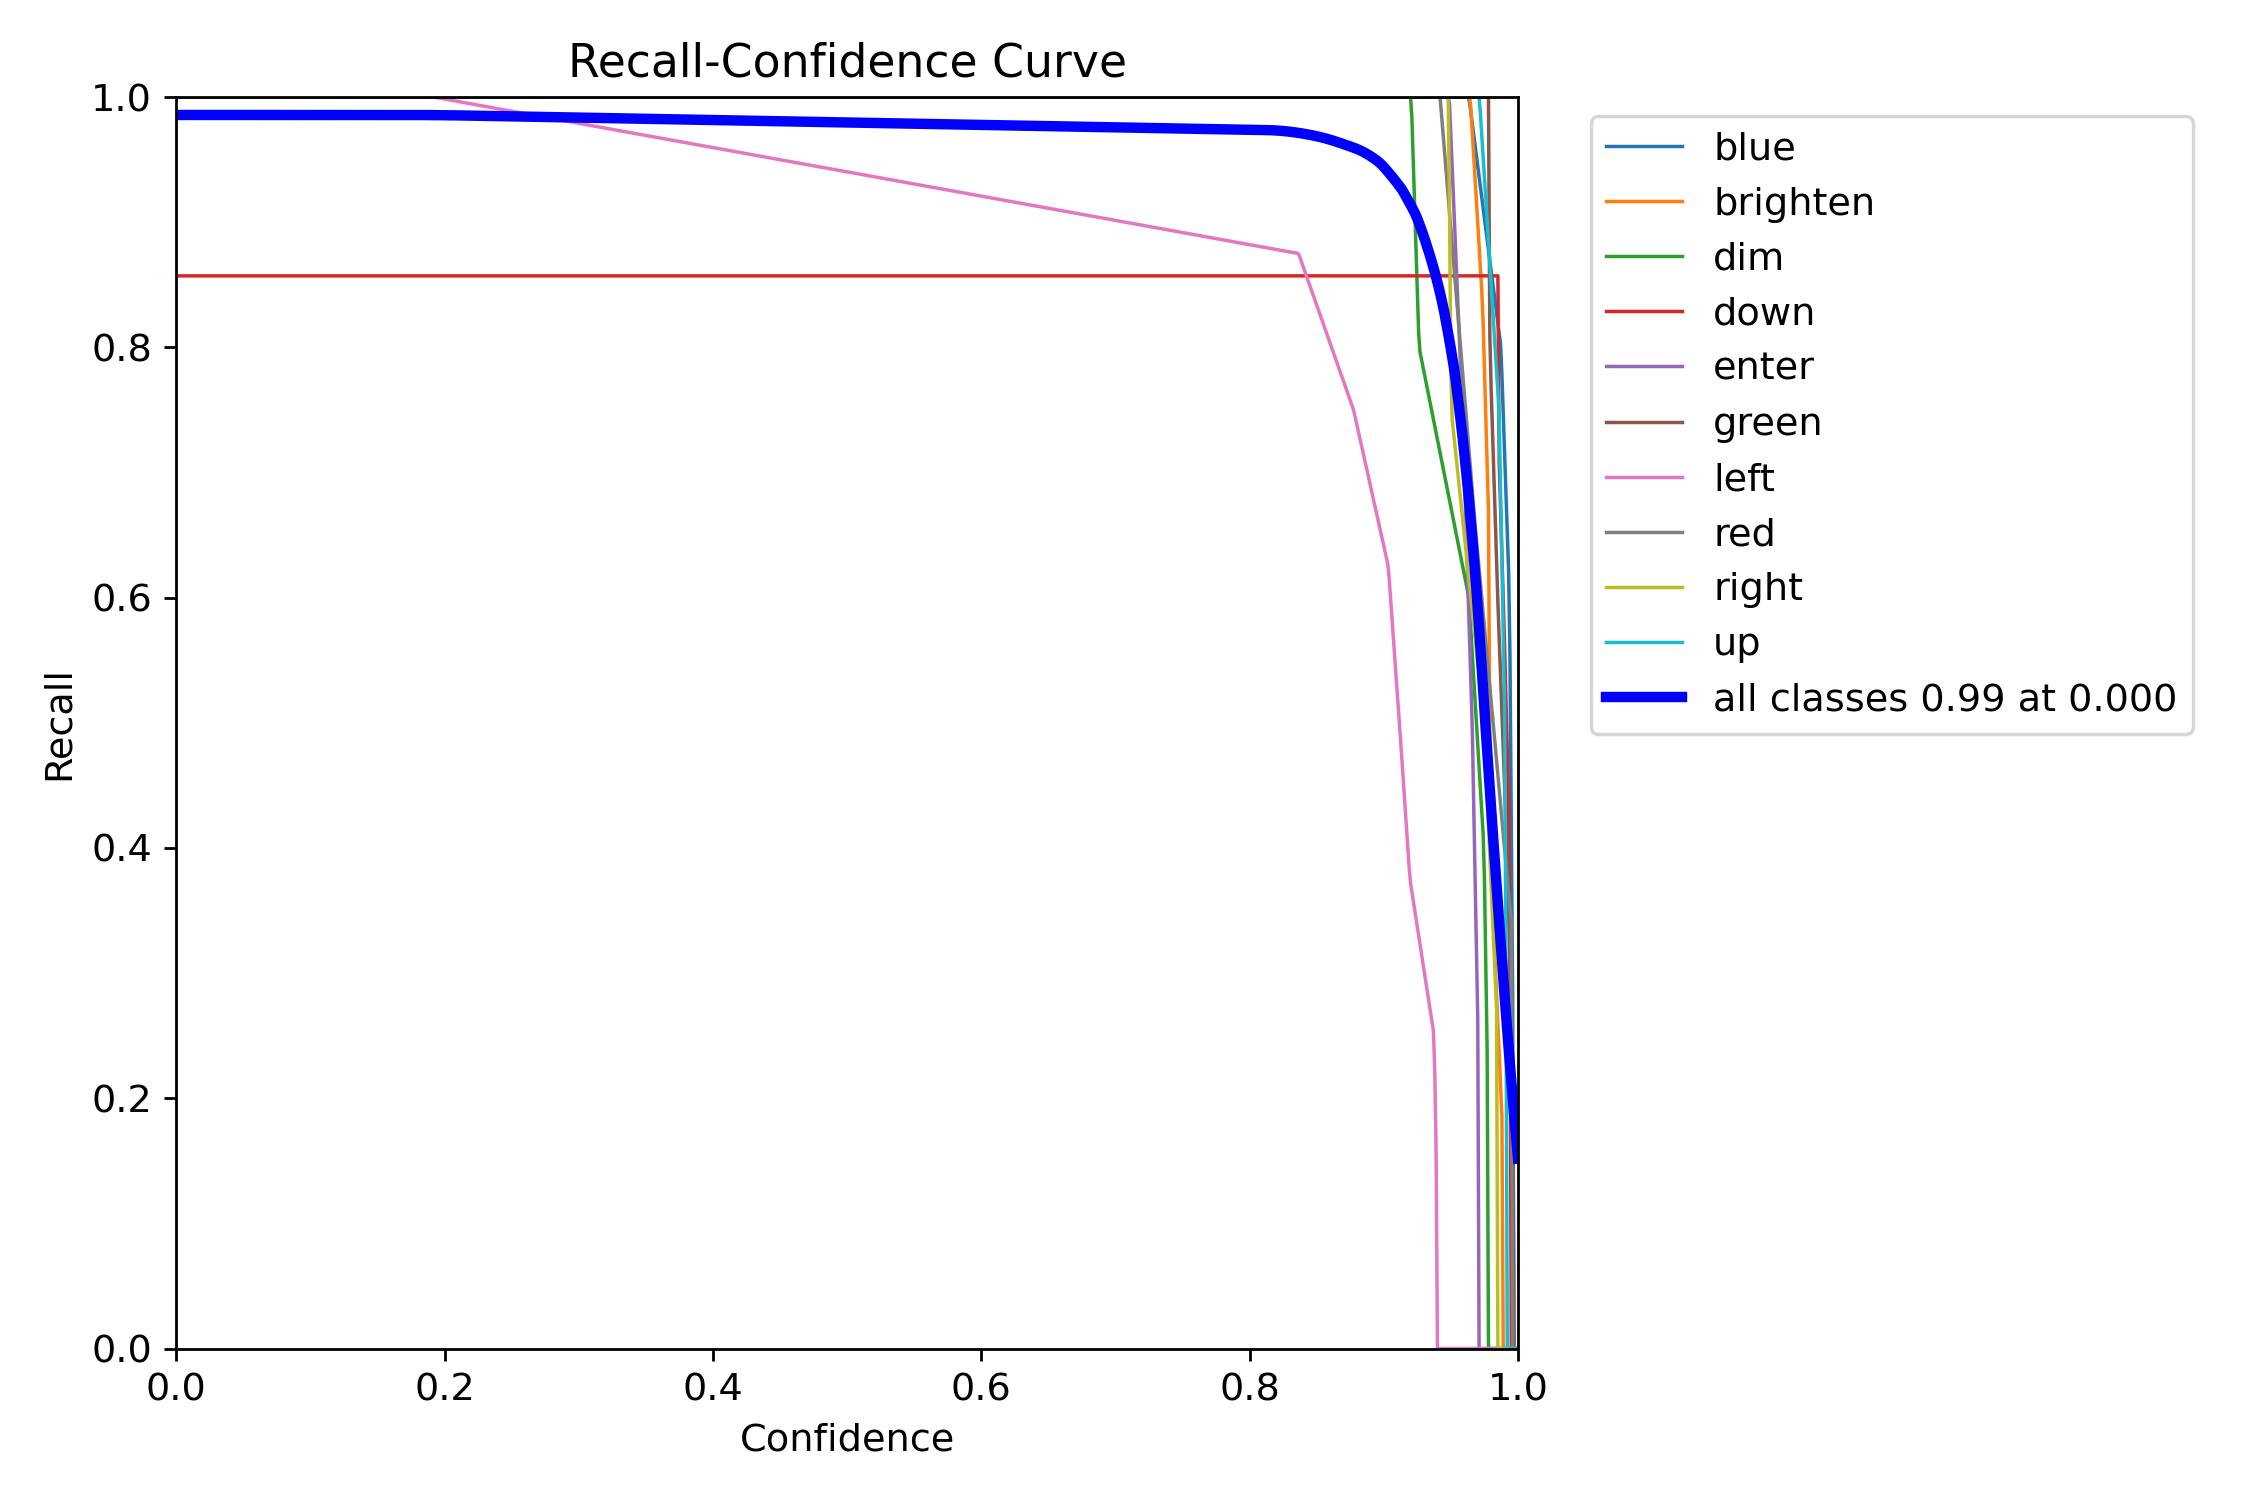 Recall-Confidence Curve
1.0
0.8
0.6
0.4
0.2
0.0
Recall
0.0 0.2 0.4 0.6 0.8 1.0
Confidence
blue
brighten
dim
down
enter
green
left
red
right
up
all classes 0.99 at 0.000